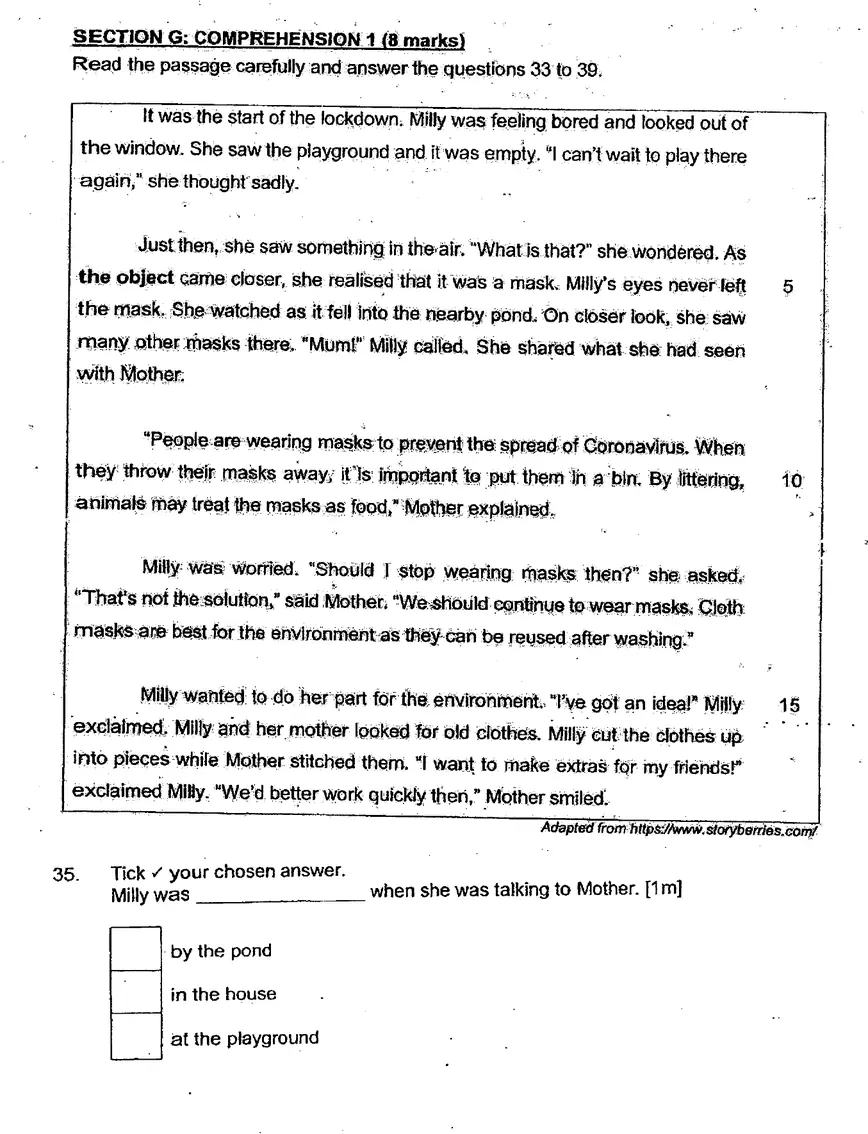 SECTION G: COMPREHENSION 1 (8 marks)
Read the passage carefully and answer the questions 33 to 39.
It was the start of the lockdown. Milly was feeling bored and looked out of
the window. She saw the playground and it was empty. "I can't wait to play there
again," she thought sadly.
Just then, she saw something in the air. "What is that?" she wondered. As
the object came closer, she realised that it was a mask. Milly's eyes never left 5
the mask. She watched as it fell into the nearby pond. On closer look, she saw
many other masks there. "Mum!" Milly called. She shared what she had seen
with Mother.
"People are wearing masks to prevent the spread of Coronavirus. When
they throw their masks away, it is important to put them in a bin. By littering, 10
animals may treat the masks as food," Mother explained.
Milly was worried. "Should I stop wearing masks then?" she asked.
"That's not the solution," said Mother. "We should continue to wear masks. Cloth
masks are best for the environment as they can be reused after washing."
Milly wanted to do her part for the environment. "I've got an idea!" Milly 15
exclaimed. Milly and her mother looked for old clothes. Milly cut the clothes up
into pieces while Mother stitched them. "I want to make extras for my friends!"
exclaimed Milly. "We'd better work quickly then," Mother smiled.
Adapted from https://www.storyberries.com/
35. Tick ✓ your chosen answer.
Milly was ________________ when she was talking to Mother. [1m]
by the pond
in the house
at the playground